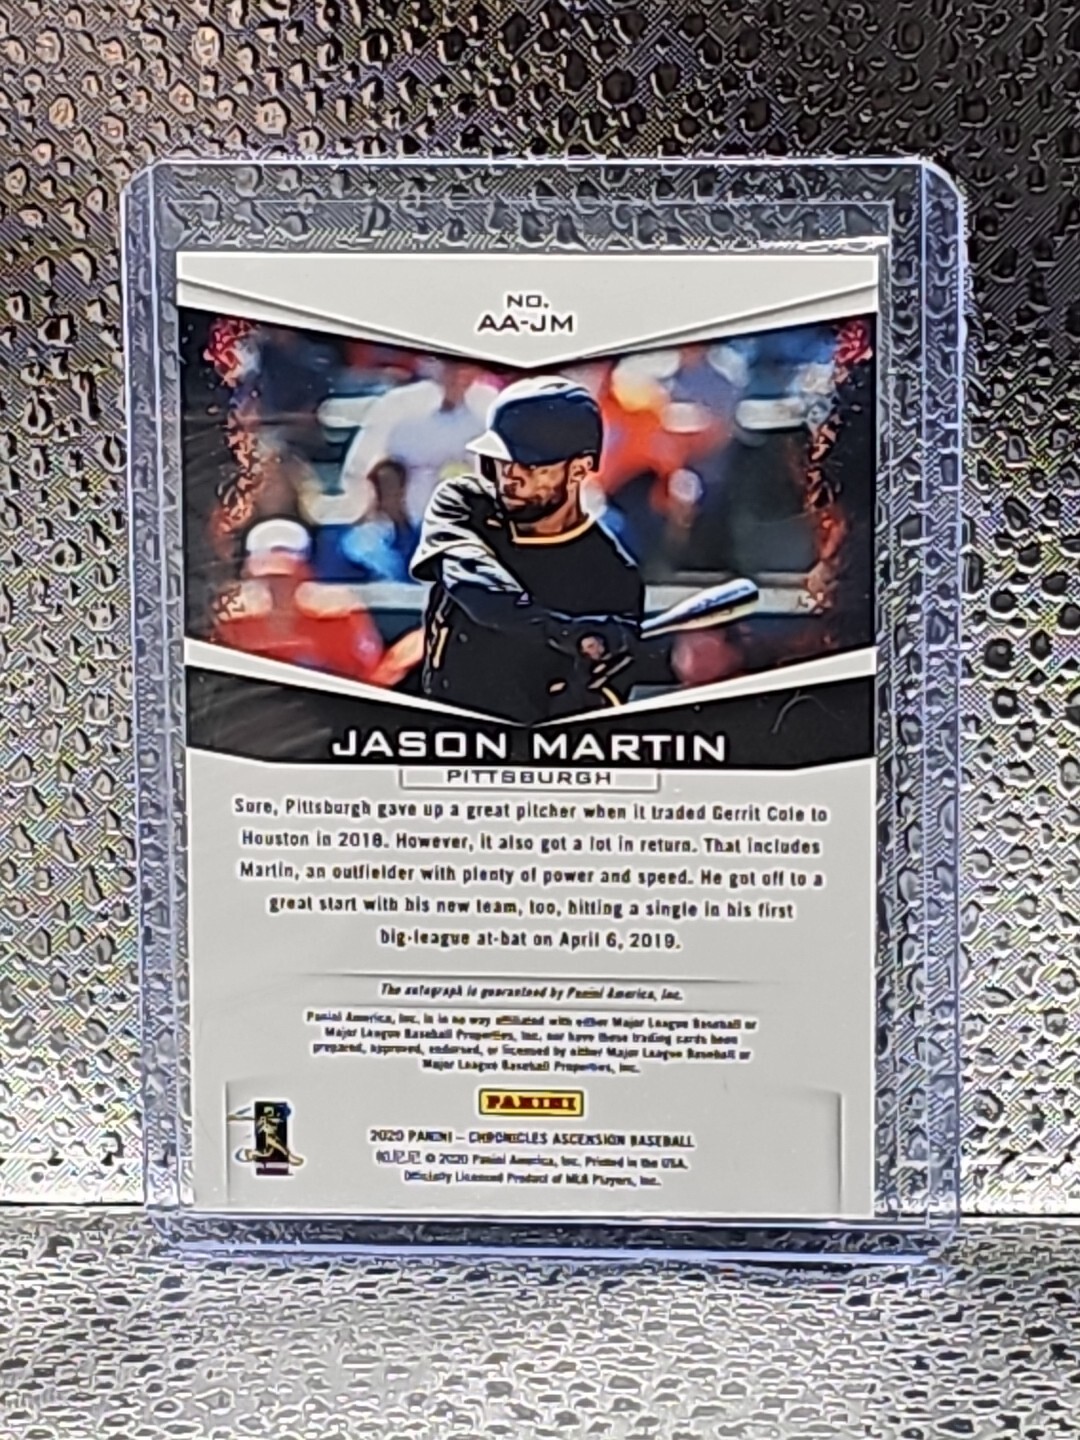 NO.
AA-JM
JASON MARTIN
PITTSBURGH
Sure, Pittsburgh gave up a great pitcher when it traded Gerrit Cole to
Houston in 2018. However, it also got a lot in return. That includes
Martin, an outfielder with plenty of power and speed. He got off to a
great start with his new team, too, hitting a single in his first
big-league at-bat on April 6, 2019.
The autograph is guaranteed by Panini America, Inc.
Panini America, Inc. is in no way affiliated with either Major League Baseball or
Major League Baseball Properties, Inc. nor have these trading cards been
prepared, approved, endorsed, or licensed by either Major League Baseball or
Major League Baseball Properties, Inc.
PANINI
2020 PANINI – CHRONICLES ASCENSION BASEBALL
© 2020 Panini America, Inc. Printed in the USA.
Officially Licensed Product of MLB Players, Inc.